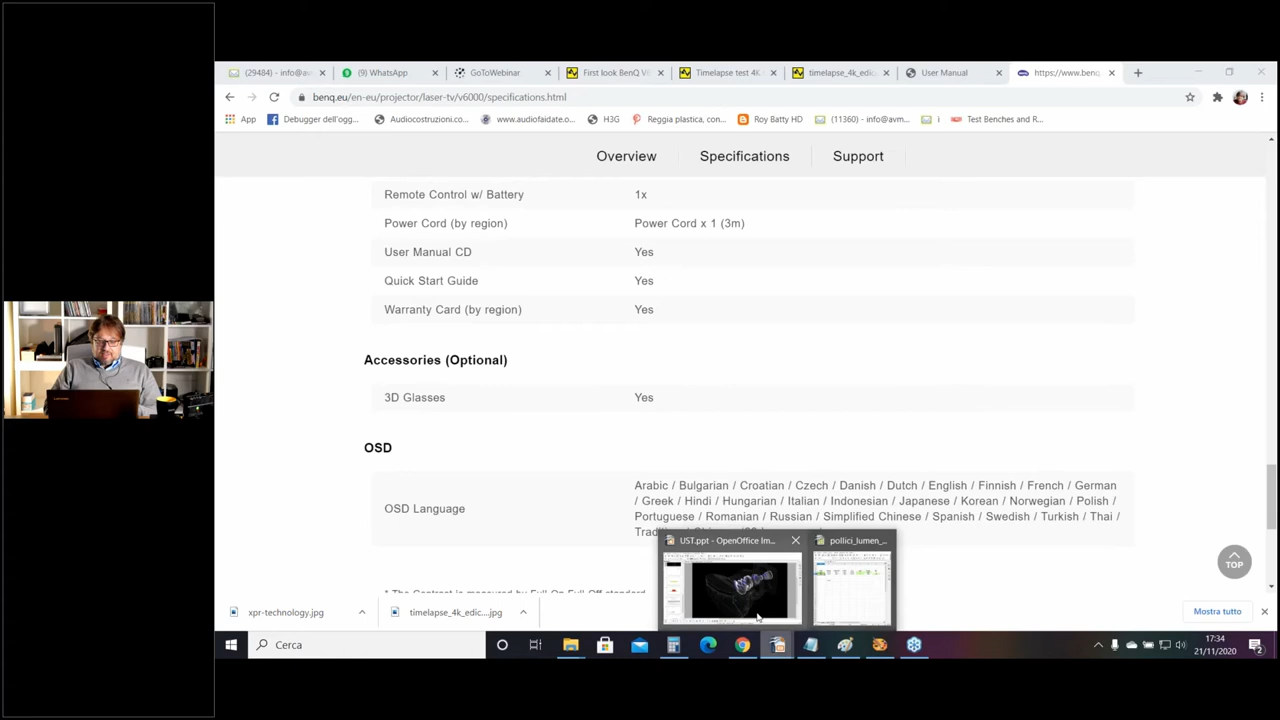 (29484) - info@av
(9) WhatsApp
GoToWebinar
First look BenQ V6
Timelapse test 4K
timelapse_4k_edic
User Manual
https://www.benq
benq.eu/en-eu/projector/laser-tv/v6000/specifications.html
App
Debugger dell'ogg...
Audiocostruzioni.co...
www.audiofaidate.o...
H3G
Reggia plastica, con...
Roy Batty HD
(11360) - info@avm...
Test Benches and R...
Overview
Specifications
Support
Remote Control w/ Battery 1x
Power Cord (by region) Power Cord x 1 (3m)
User Manual CD Yes
Quick Start Guide Yes
Warranty Card (by region) Yes
Accessories (Optional)
3D Glasses Yes
OSD
Arabic / Bulgarian / Croatian / Czech / Danish / Dutch / English / Finnish / French / German
/ Greek / Hindi / Hungarian / Italian / Indonesian / Japanese / Korean / Norwegian / Polish /
OSD Language
Portuguese / Romanian / Russian / Simplified Chinese / Spanish / Swedish / Turkish / Thai /
UST.ppt - OpenOffice Im...
pollici_lumen_...
TOP
xpr-technology.jpg
timelapse_4k_edic....jpg
Mostra tutto
Cerca
17:34
21/11/2020
2